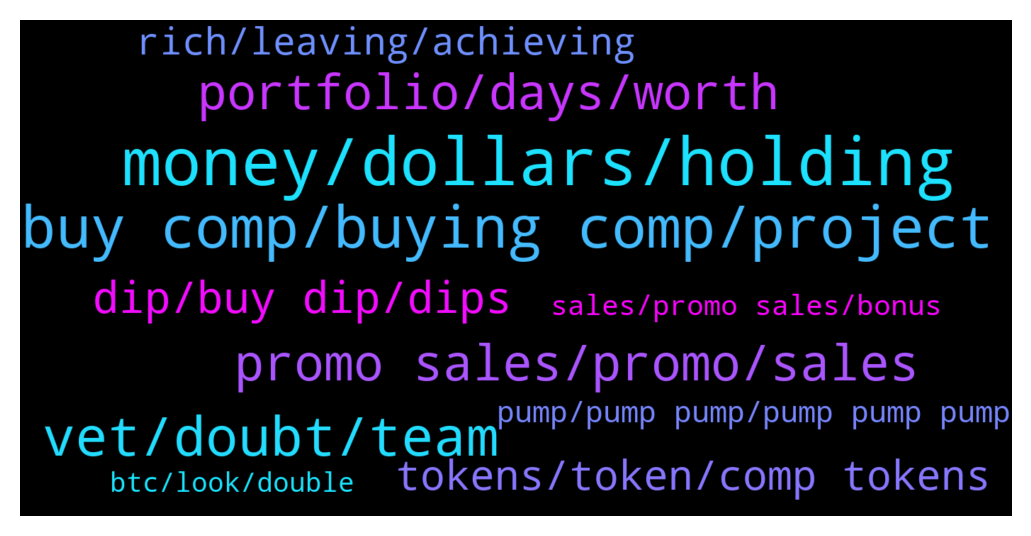 rich/leaving/achieving
portfolio/days/worth
money/dollars/holding
buy comp/buying comp/project
dip/buy dip/dips
sales/promo sales/bonus
promo sales/promo/sales
pump/pump pump/pump pump pump
vet/doubt/team
tokens/token/comp tokens
btc/look/double